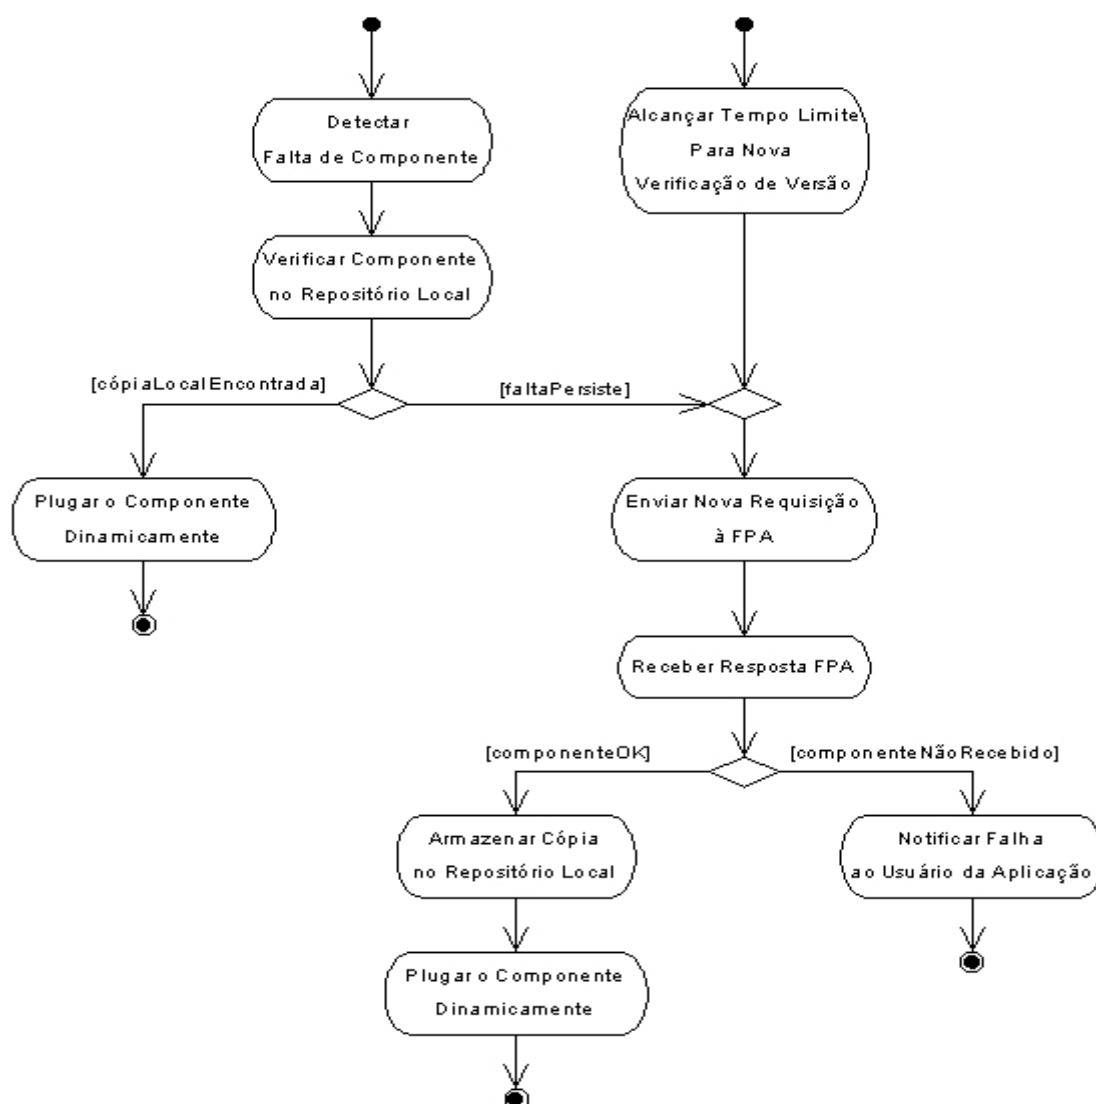 Detectar
Falta de Componente
Alcançar Tempo Limite
Para Nova
Verificação de Versão
Verificar Componente
no Repositório Local
[cópiaLocalEncontrada]
[faltaPersiste]
Plugar o Componente
Dinamicamente
Enviar Nova Requisição
à FPA
Receber Resposta FPA
[componenteOK]
[componenteNãoRecebido]
Armazenar Cópia
no Repositório Local
Notificar Falha
ao Usuário da Aplicação
Plugar o Componente
Dinamicamente